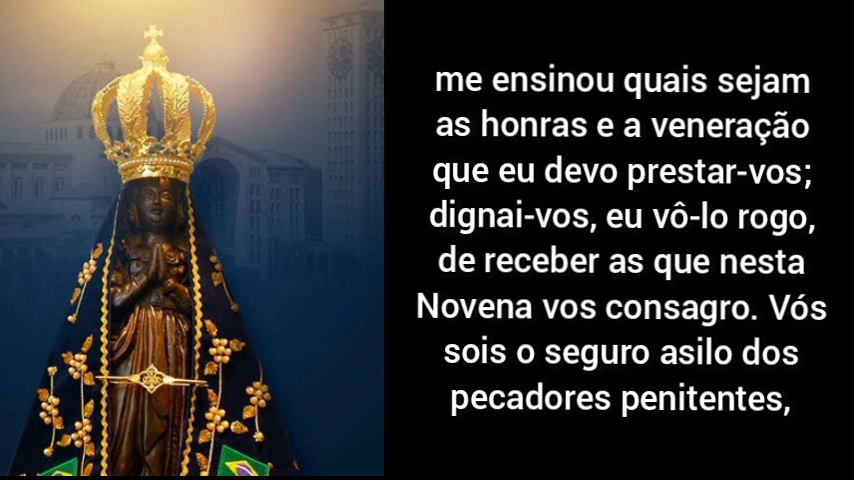 me ensinou quais sejam
as honras e a veneração
que eu devo prestar-vos;
dignai-vos, eu vô-lo rogo,
de receber as que nesta
Novena vos consagro. Vós
sois o seguro asilo dos
pecadores penitentes,